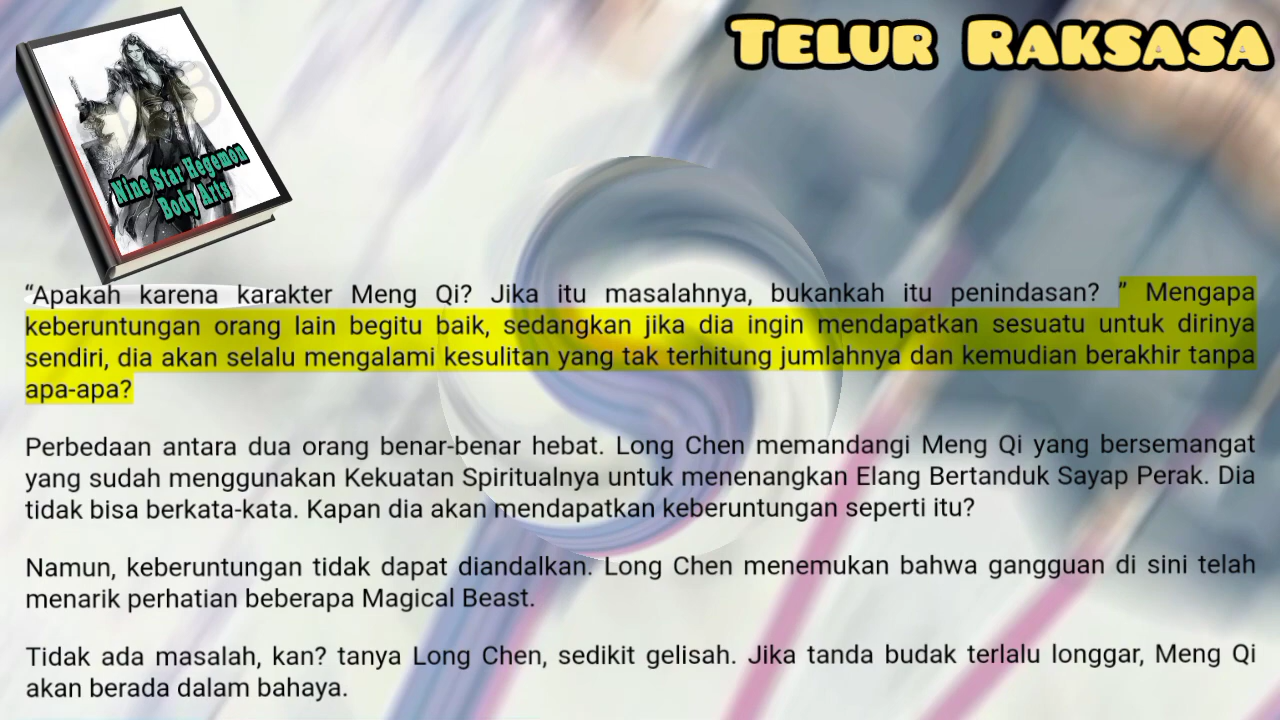 Telur Raksasa
Nine Star Hegemon
Body Arts
“Apakah karena karakter Meng Qi? Jika itu masalahnya, bukankah itu penindasan? ” Mengapa
keberuntungan orang lain begitu baik, sedangkan jika dia ingin mendapatkan sesuatu untuk dirinya
sendiri, dia akan selalu mengalami kesulitan yang tak terhitung jumlahnya dan kemudian berakhir tanpa
apa-apa?
Perbedaan antara dua orang benar-benar hebat. Long Chen memandangi Meng Qi yang bersemangat
yang sudah menggunakan Kekuatan Spiritualnya untuk menenangkan Elang Bertanduk Sayap Perak. Dia
tidak bisa berkata-kata. Kapan dia akan mendapatkan keberuntungan seperti itu?
Namun, keberuntungan tidak dapat diandalkan. Long Chen menemukan bahwa gangguan di sini telah
menarik perhatian beberapa Magical Beast.
Tidak ada masalah, kan? tanya Long Chen, sedikit gelisah. Jika tanda budak terlalu longgar, Meng Qi
akan berada dalam bahaya.